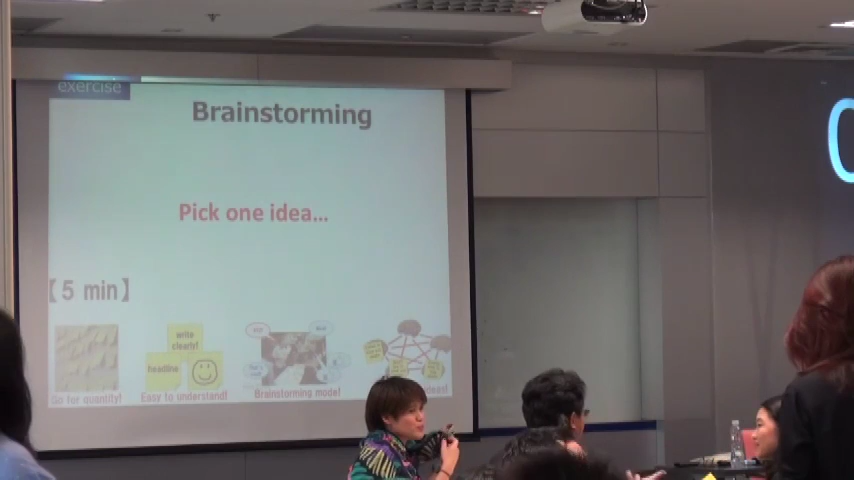 exercise
Brainstorming
Pick one idea...
【5 min】
write
clearly!
headline
Go for quantity!
Easy to understand!
Brainstorming mode!